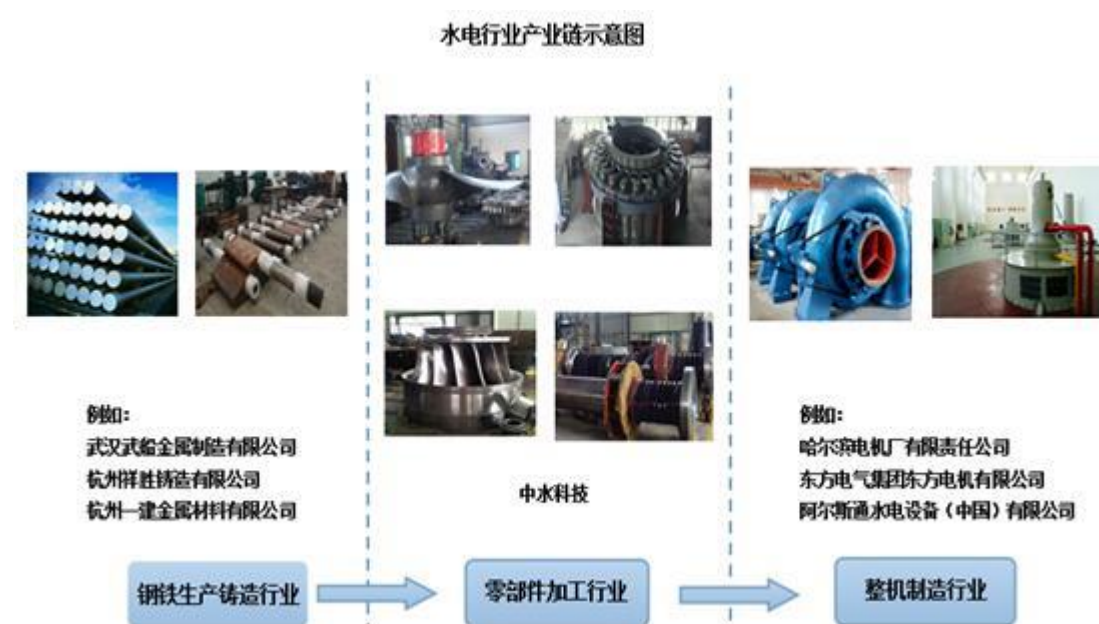 水电行业产业链示意图
例如：
武汉武船金属制造有限公司
杭州祥胜铸造有限公司
杭州一建金属材料有限公司
中水科技
例如：
哈尔滨电机厂有限责任公司
东方电气集团东方电机有限公司
阿尔斯通水电设备（中国）有限公司
钢铁生产铸造行业
零部件加工行业
整机制造行业